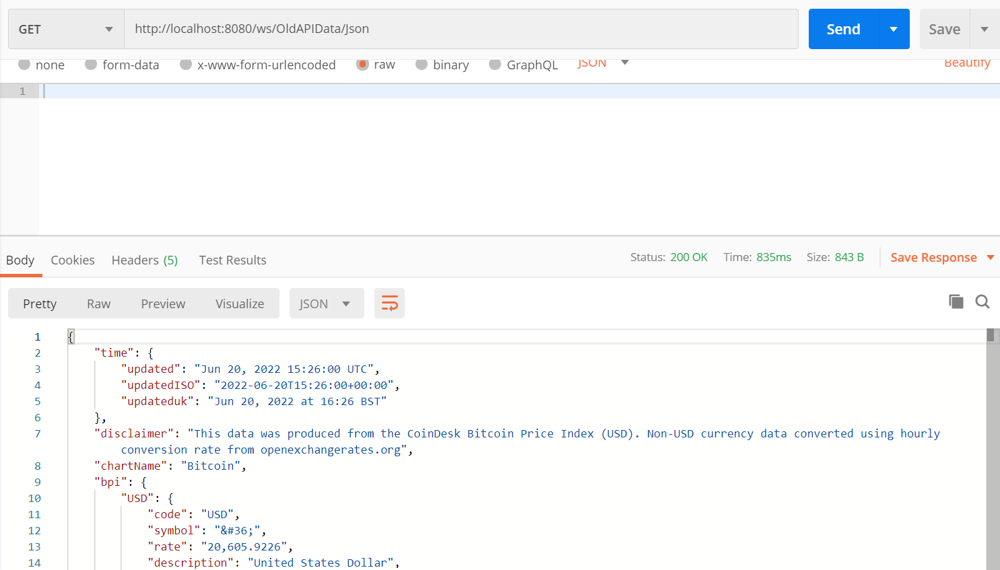 GET http://localhost:8080/ws/OldAPIData/Json Send Save
none form-data x-www-form-urlencoded raw binary GraphQL JSON Beautify
1
Body Cookies Headers (5) Test Results Status: 200 OK Time: 835ms Size: 843 B Save Response
Pretty Raw Preview Visualize JSON
1 {
2 "time": {
3 "updated": "Jun 20, 2022 15:26:00 UTC",
4 "updatedISO": "2022-06-20T15:26:00+00:00",
5 "updateduk": "Jun 20, 2022 at 16:26 BST"
6 },
7 "disclaimer": "This data was produced from the CoinDesk Bitcoin Price Index (USD). Non-USD currency data converted using hourly
conversion rate from openexchangerates.org",
8 "chartName": "Bitcoin",
9 "bpi": {
10 "USD": {
11 "code": "USD",
12 "symbol": "&#36;",
13 "rate": "20,605.9226",
14 "description": "United States Dollar",